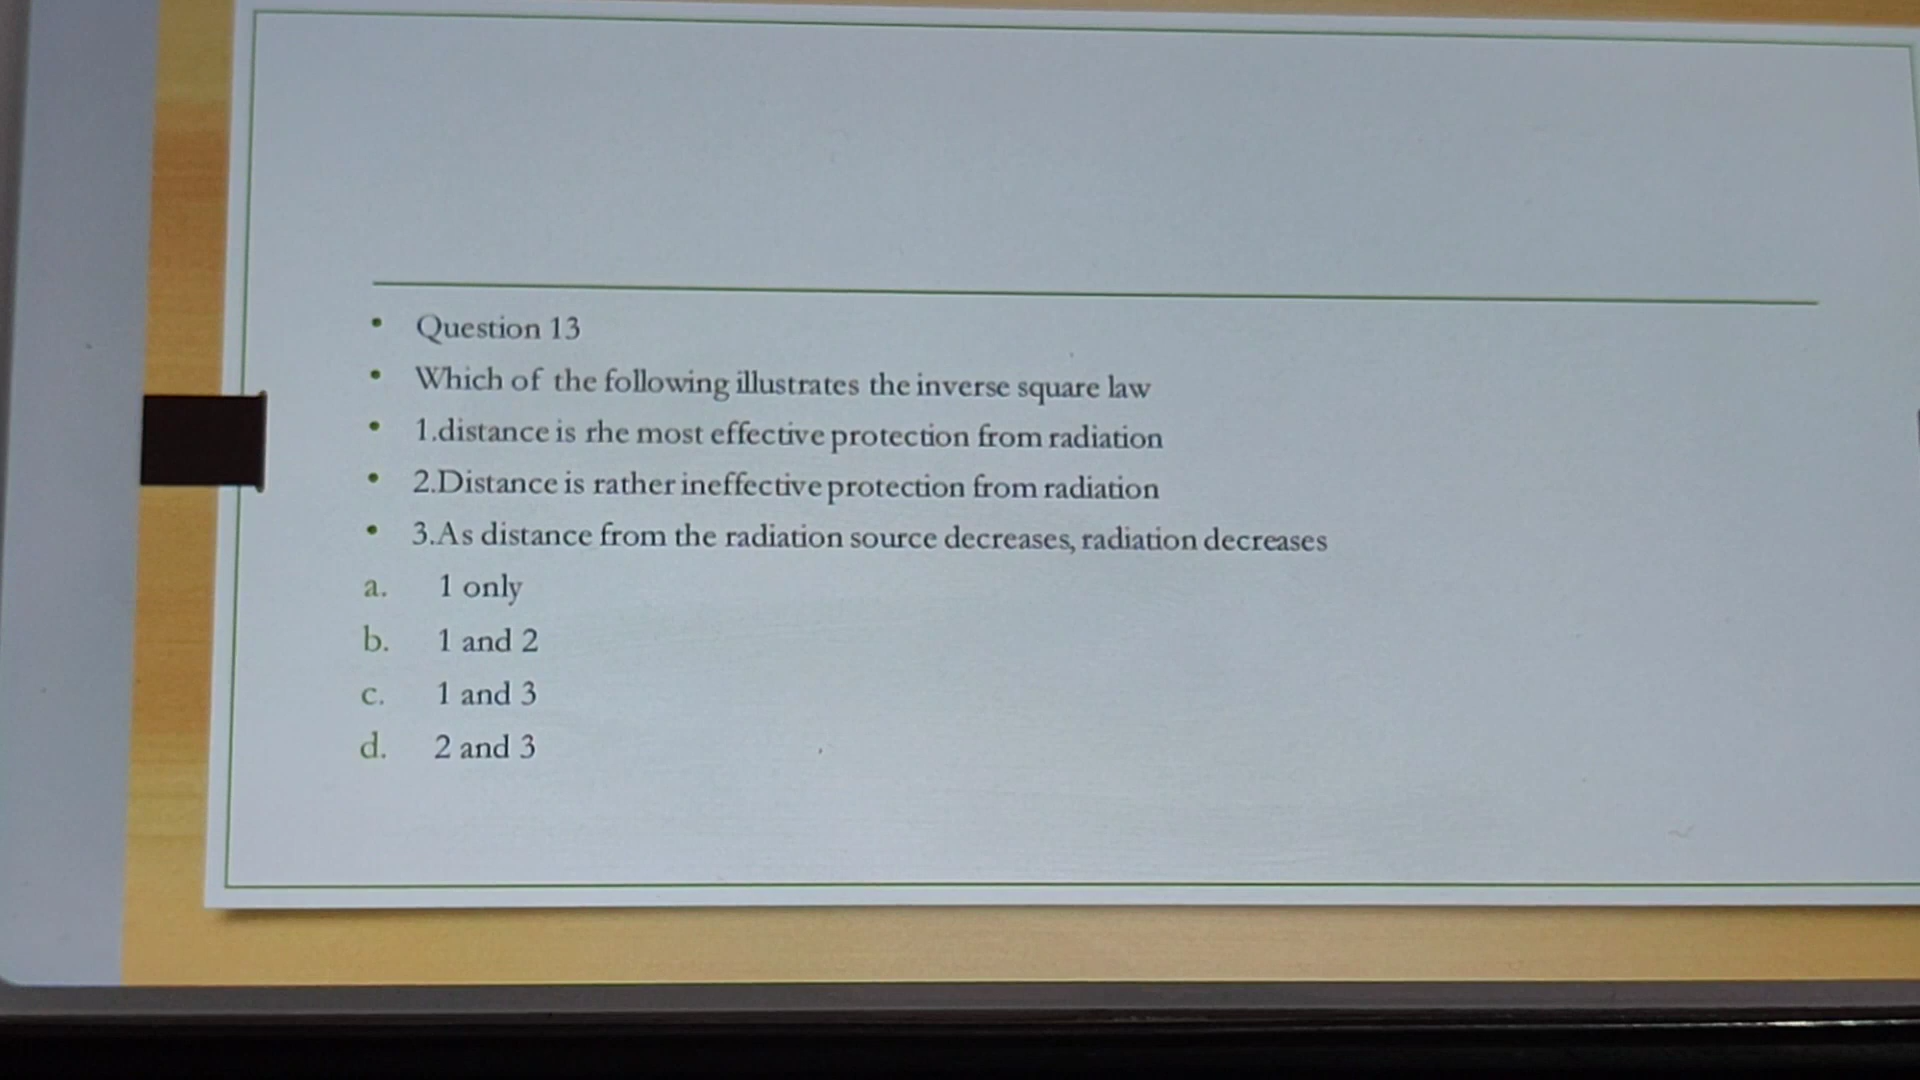 • Question 13
• Which of the following illustrates the inverse square law
• 1.distance is rhe most effective protection from radiation
• 2.Distance is rather ineffective protection from radiation
• 3.As distance from the radiation source decreases, radiation decreases
a. 1 only
b. 1 and 2
c. 1 and 3
d. 2 and 3